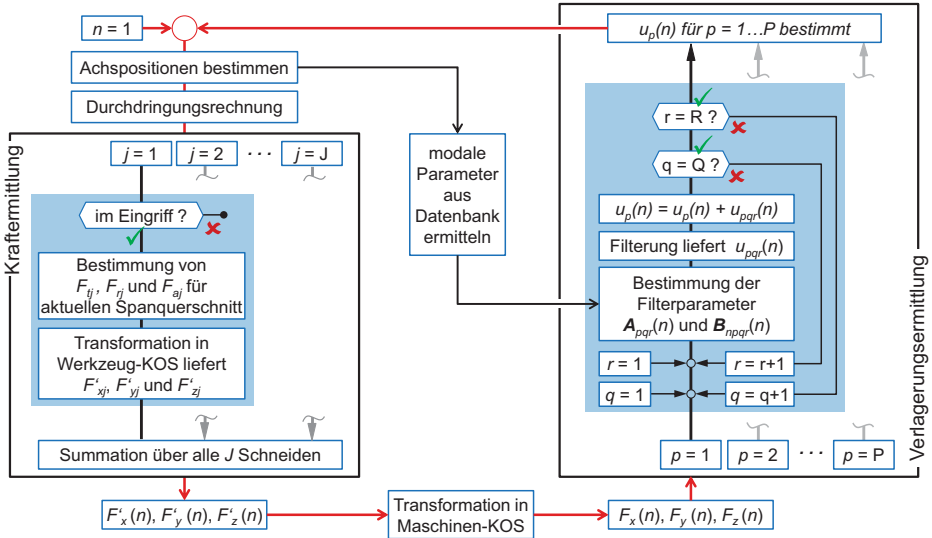 n = 1
Achspositionen bestimmen
Durchdringungsrechnung
Kraftermittlung
j = 1
j = 2
· · ·
j = J
im Eingriff ?
Bestimmung von
F_tj, F_rj und F_aj für
aktuellen Spanquerschnitt
Transformation in
Werkzeug-KOS liefert
F‘_xj, F‘_yj und F‘_zj
Summation über alle J Schneiden
F‘_x(n), F‘_y(n), F‘_z(n)
Transformation in
Maschinen-KOS
F_x(n), F_y(n), F_z(n)
modale
Parameter
aus
Datenbank
ermitteln
Verlagerungsermittlung
u_p(n) für p = 1…P bestimmt
r = R ?
q = Q ?
u_p(n) = u_p(n) + u_pqr(n)
Filterung liefert u_pqr(n)
Bestimmung der
Filterparameter
A_pqr(n) und B_npqr(n)
r = 1
r = r+1
q = 1
q = q+1
p = 1
p = 2
· · ·
p = P